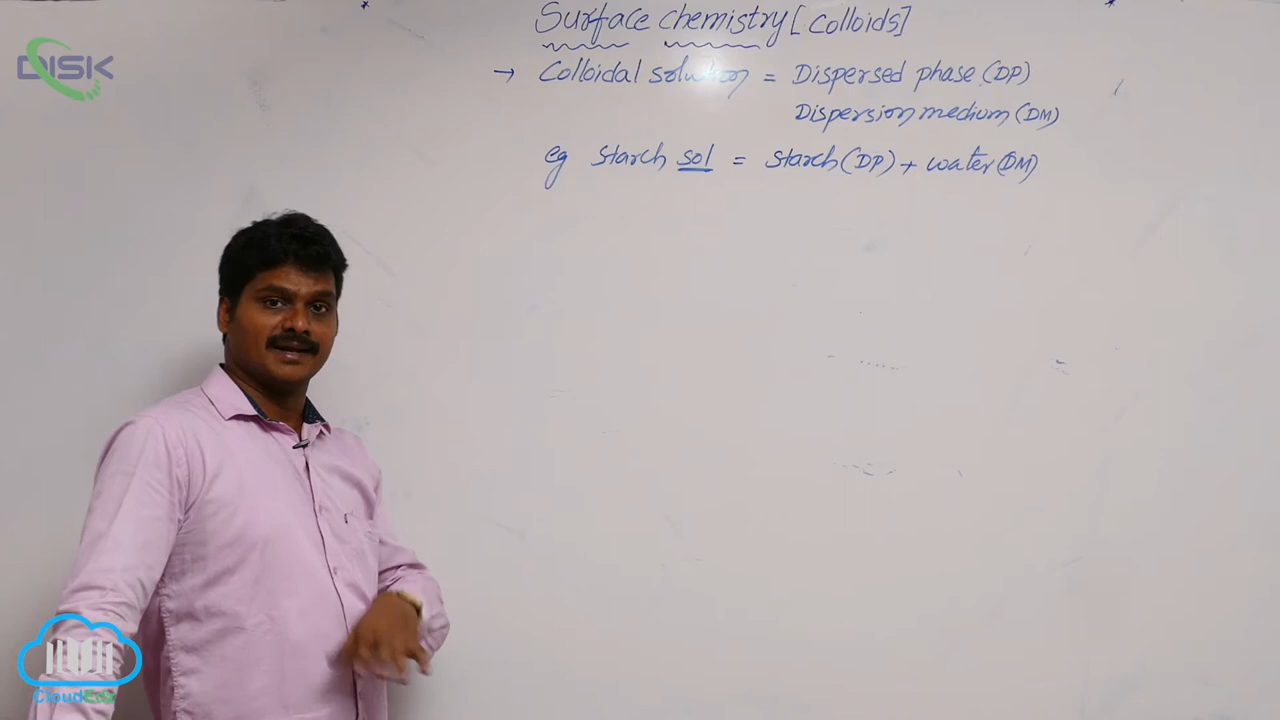 Surface chemistry [Colloids]
DISK
→ Colloidal solution = Dispersed phase (DP)
Dispersion medium (DM)
eg Starch sol = Starch (DP) + water (DM)
CloudEdz